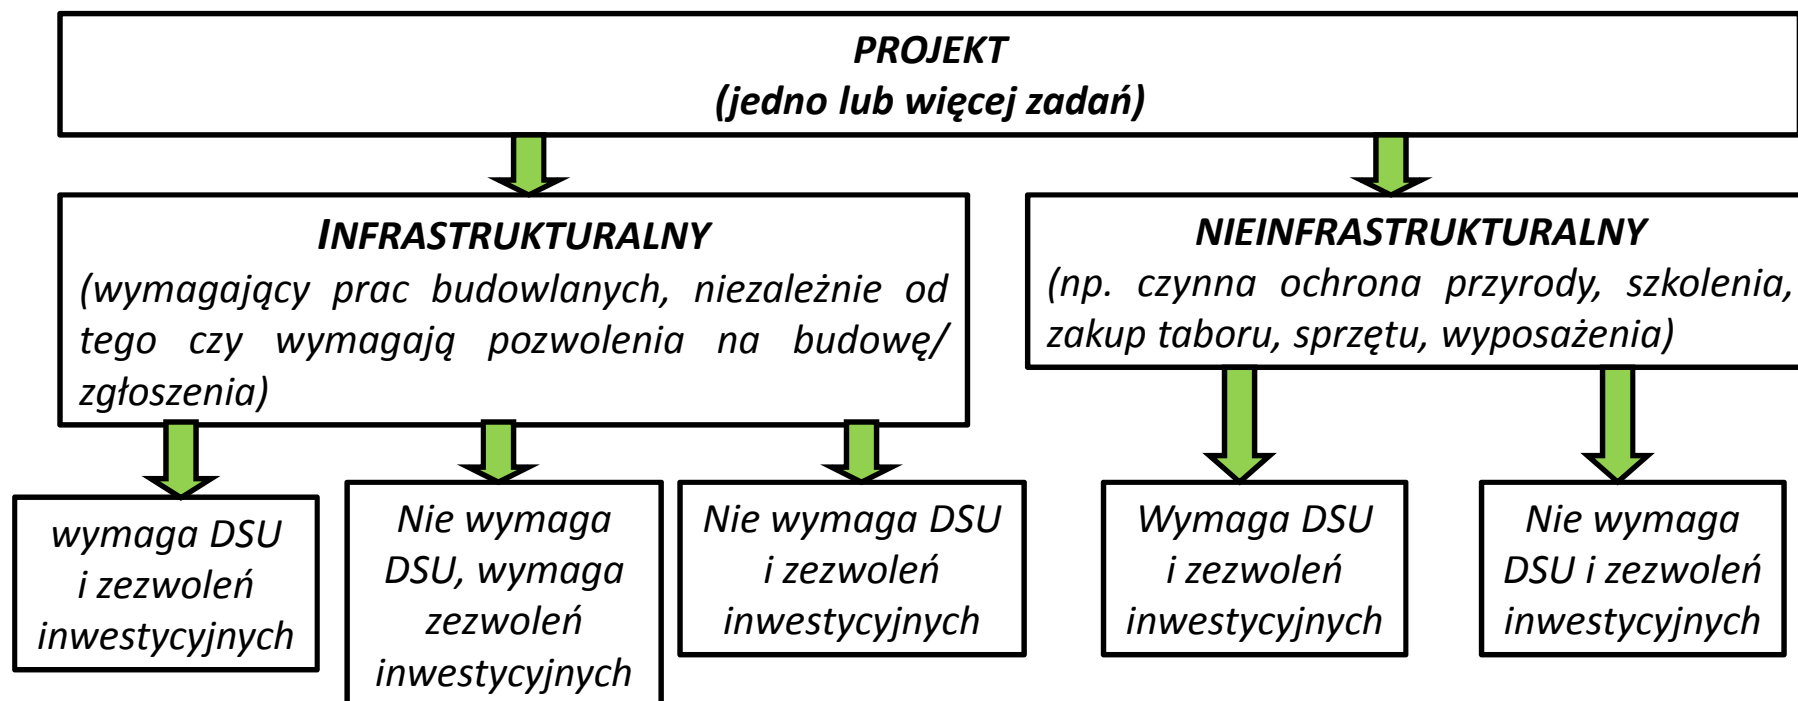 PROJEKT
(jedno lub więcej zadań)
INFRASTRUKTURALNY
(wymagający prac budowlanych, niezależnie od
tego czy wymagają pozwolenia na budowę/
zgłoszenia)
NIEINFRASTRUKTURALNY
(np. czynna ochrona przyrody, szkolenia,
zakup taboru, sprzętu, wyposażenia)
wymaga DSU
i zezwoleń
inwestycyjnych
Nie wymaga
DSU, wymaga
zezwoleń
inwestycyjnych
Nie wymaga DSU
i zezwoleń
inwestycyjnych
Wymaga DSU
i zezwoleń
inwestycyjnych
Nie wymaga
DSU i zezwoleń
inwestycyjnych